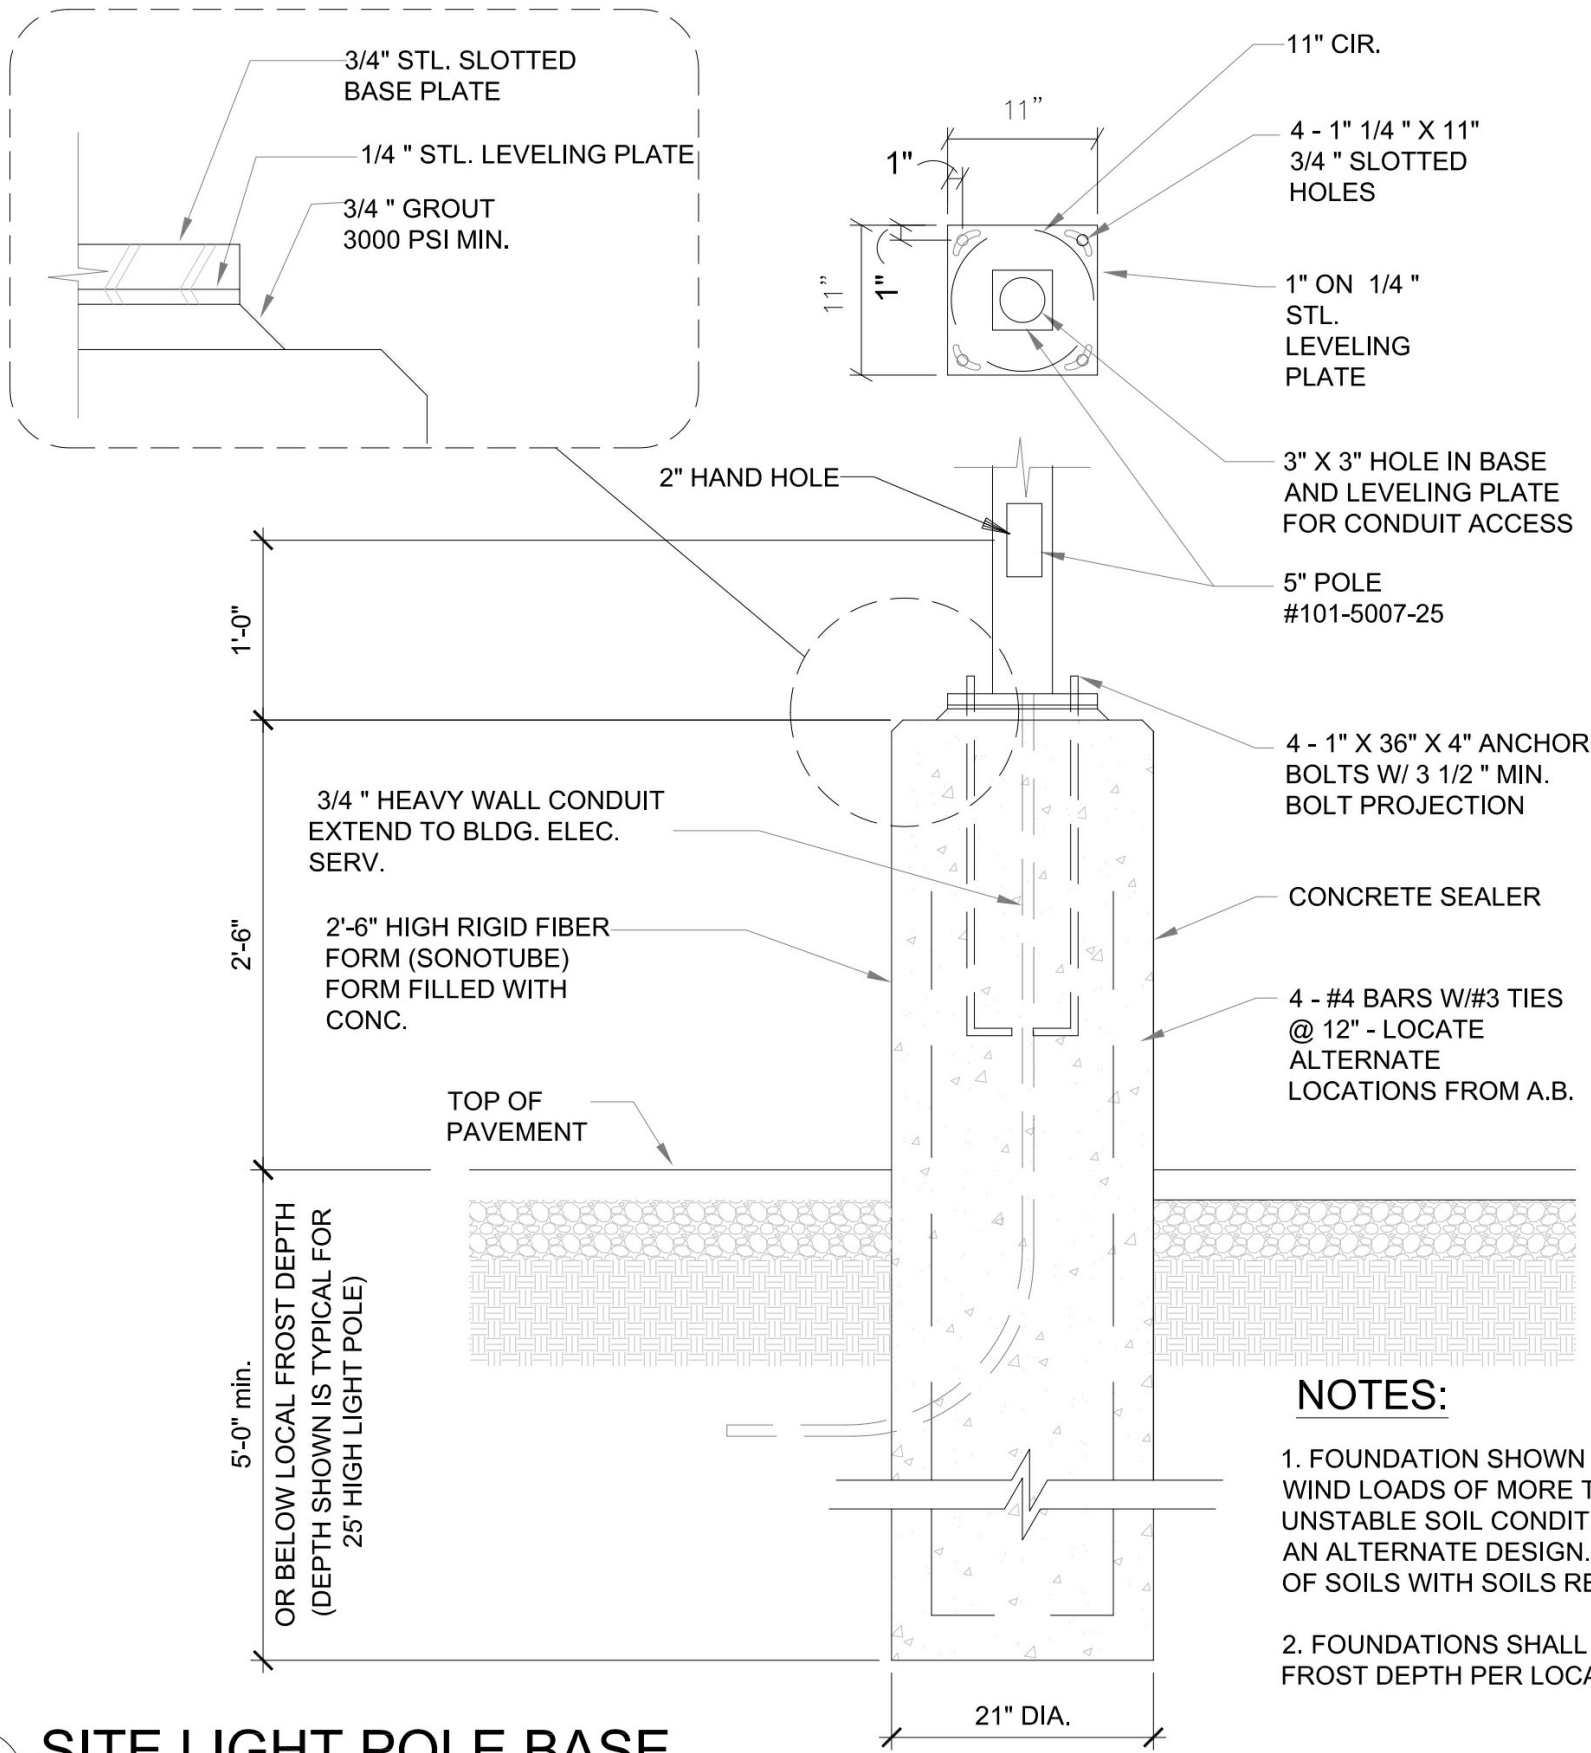 3/4" STL. SLOTTED
BASE PLATE
1/4 " STL. LEVELING PLATE
3/4 " GROUT
3000 PSI MIN.
11" CIR.
11"
1"
4 - 1" 1/4 " X 11"
3/4 " SLOTTED
HOLES
11"
1"
1" ON 1/4 "
STL.
LEVELING
PLATE
3" X 3" HOLE IN BASE
AND LEVELING PLATE
FOR CONDUIT ACCESS
2" HAND HOLE
5" POLE
#101-5007-25
1'-0"
4 - 1" X 36" X 4" ANCHOR
BOLTS W/ 3 1/2 " MIN.
BOLT PROJECTION
3/4 " HEAVY WALL CONDUIT
EXTEND TO BLDG. ELEC.
SERV.
CONCRETE SEALER
2'-6"
2'-6" HIGH RIGID FIBER
FORM (SONOTUBE)
FORM FILLED WITH
CONC.
4 - #4 BARS W/#3 TIES
@ 12" - LOCATE
ALTERNATE
LOCATIONS FROM A.B.
TOP OF
PAVEMENT
5'-0" min.
OR BELOW LOCAL FROST DEPTH
(DEPTH SHOWN IS TYPICAL FOR
25' HIGH LIGHT POLE)
NOTES:
1. FOUNDATION SHOWN
WIND LOADS OF MORE
UNSTABLE SOIL
AN ALTERNATE DESIGN.
OF SOILS WITH SOILS
2. FOUNDATIONS SHALL
FROST DEPTH PER
21" DIA.
SITE LIGHT POLE BASE